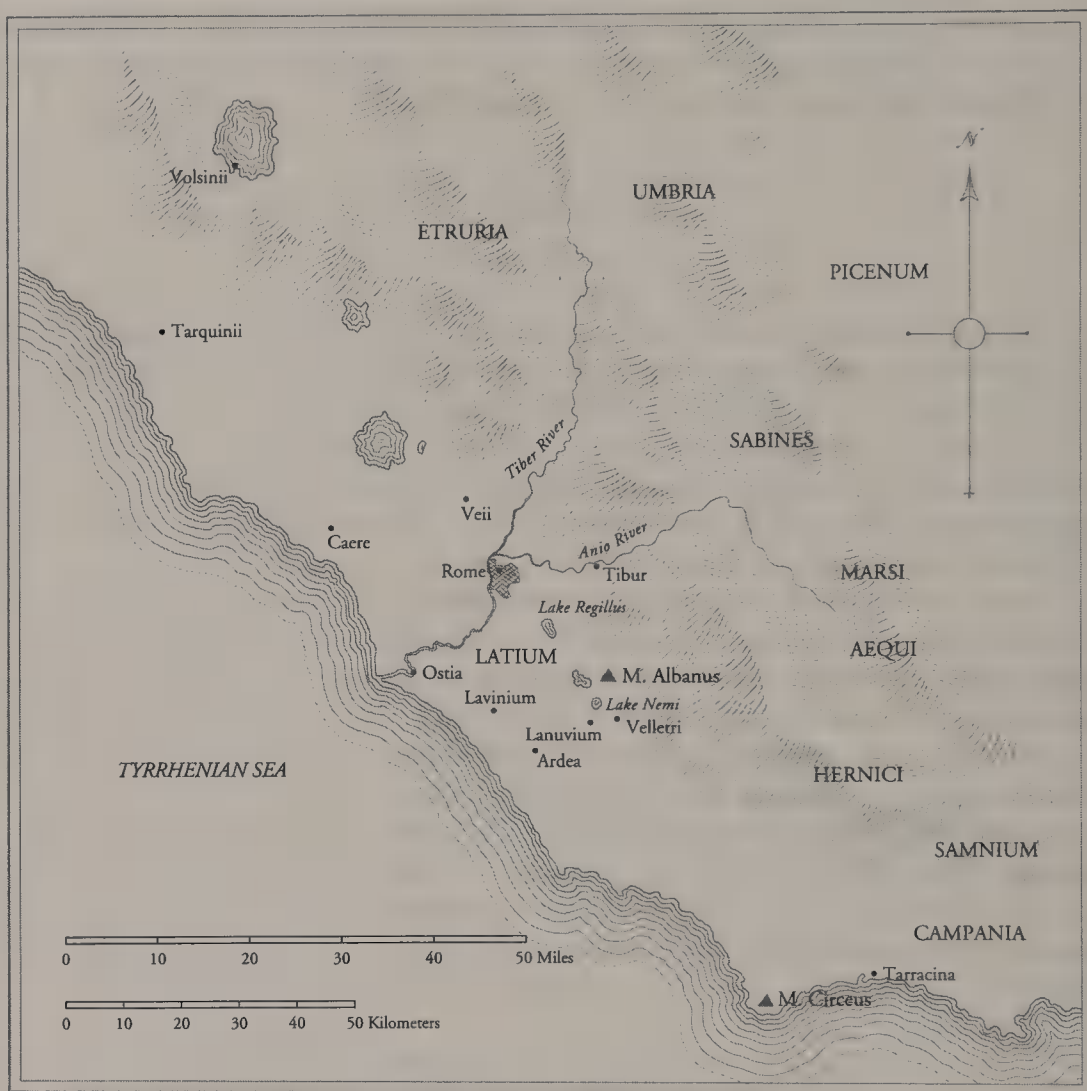 N
Volsinii
UMBRIA
ETRURIA
PICENUM
Tarquinii
SABINES
Tiber River
Veii
Caere
Anio River
Rome
Tibur
MARSI
Lake Regillus
AEQUI
LATIUM
Ostia
M. Albanus
Lavinium
Lake Nemi
Velletri
Lanuvium
Ardea
TYRRHENIAN SEA
HERNICI
SAMNIUM
CAMPANIA
0 10 20 30 40 50 Miles
Tarracina
M. Circeus
0 10 20 30 40 50 Kilometers